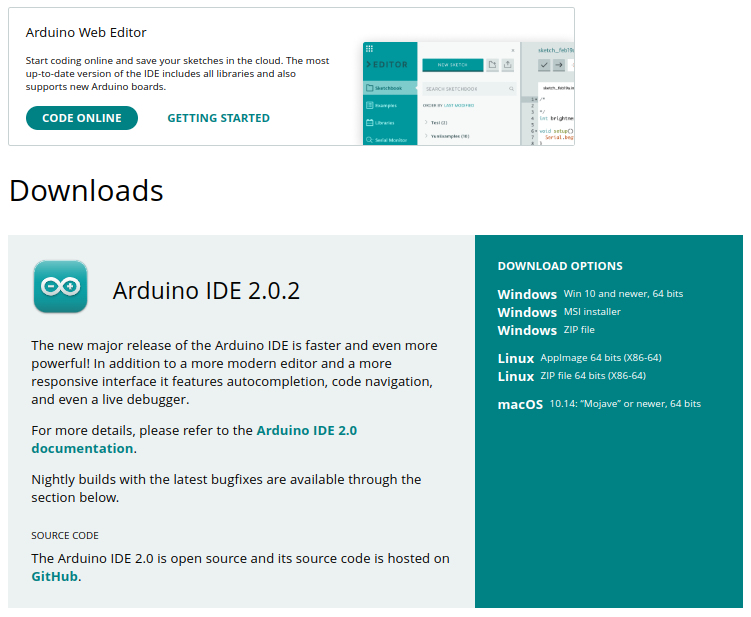 Arduino Web Editor
Start coding online and save your sketches in the cloud. The most
up-to-date version of the IDE includes all libraries and also
supports new Arduino boards.
CODE ONLINE
GETTING STARTED
EDITOR
NEW SKETCH
Sketchbook
SEARCH SKETCHBOOK
Examples
ORDER BY LAST MODIFIED
Libraries
Test (2)
Serial Monitor
/*
*/
int brightne
void setup()
Serial.beg
}
Downloads
Arduino IDE 2.0.2
The new major release of the Arduino IDE is faster and even more
powerful! In addition to a more modern editor and a more
responsive interface it features autocompletion, code navigation,
and even a live debugger.
For more details, please refer to the Arduino IDE 2.0
documentation.
Nightly builds with the latest bugfixes are available through the
section below.
SOURCE CODE
The Arduino IDE 2.0 is open source and its source code is hosted on
GitHub.
DOWNLOAD OPTIONS
Windows Win 10 and newer, 64 bits
Windows MSI installer
Windows ZIP file
Linux AppImage 64 bits (X86-64)
Linux ZIP file 64 bits (X86-64)
macOS 10.14: “Mojave” or newer, 64 bits